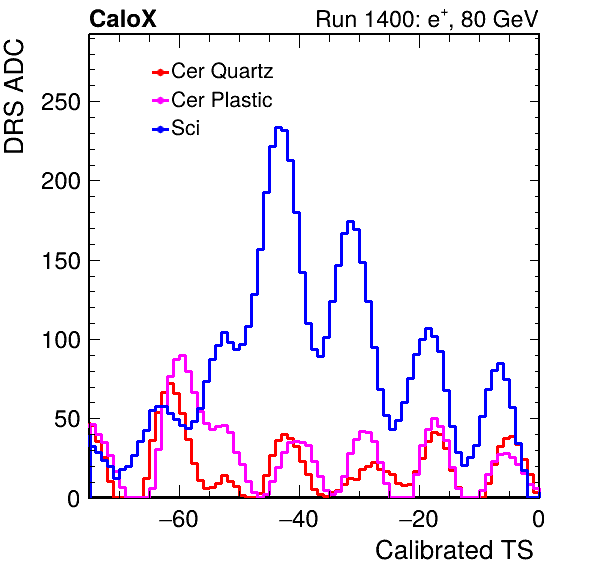 CaloX Run 1400: e⁺, 80 GeV
DRS ADC
Cer Quartz
Cer Plastic
Sci
250
200
150
100
50
0
−60 −40 −20 0
Calibrated TS